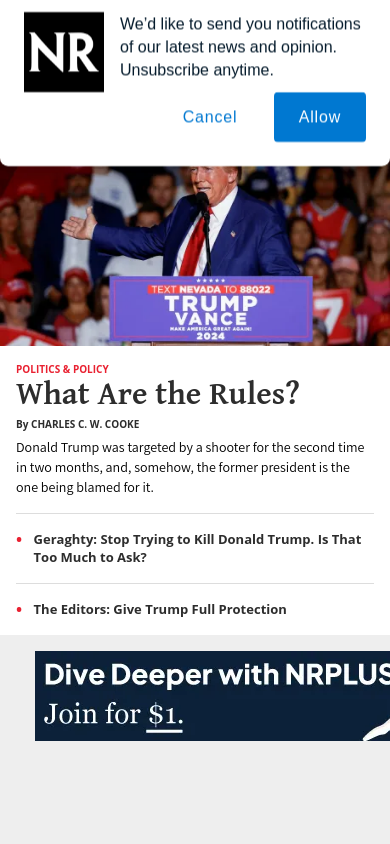 NR
We'd like to send you notifications
of our latest news and opinion.
Unsubscribe anytime.
Cancel
Allow
TEXT NEVADA TO 88022
TRUMP
VANCE
MAKE AMERICA GREAT AGAIN!
2024
7
POLITICS & POLICY
What Are the Rules?
By CHARLES C. W. COOKE
Donald Trump was targeted by a shooter for the second time
in two months, and, somehow, the former president is the
one being blamed for it.
• Geraghty: Stop Trying to Kill Donald Trump. Is That
Too Much to Ask?
• The Editors: Give Trump Full Protection
Dive Deeper with NRPLUS
Join for $1.